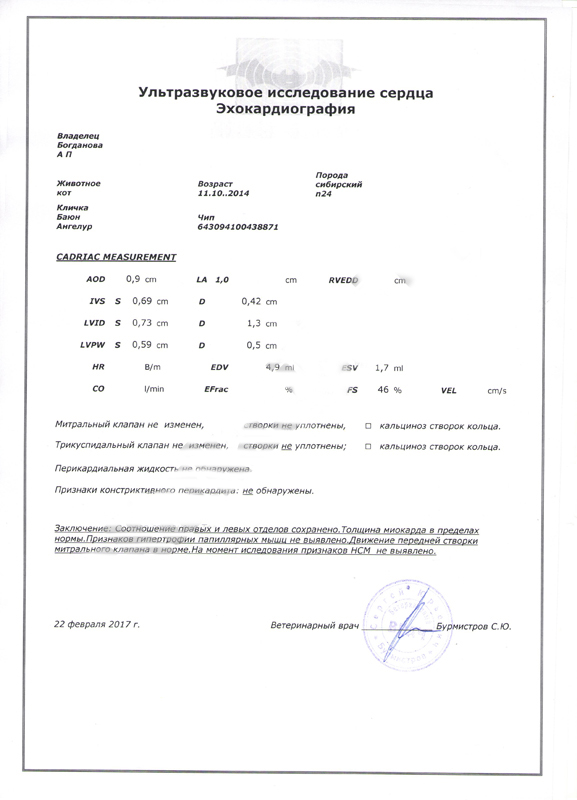 Ультразвуковое исследование сердца
Эхокардиография
Владелец
Богданова
А П
Животное
кот
Возраст
11.10..2014
Порода
сибирский
n24
Кличка
Баюн
Ангелур
Чип
643094100438871
CADRIAC MEASUREMENT
AOD 0,9 cm LA 1,0 cm RVEDD cm
IVS S 0,69 cm D 0,42 cm
LVID S 0,73 cm D 1,3 cm
LVPW S 0,59 cm D 0,5 cm
HR B/m EDV 4,9 ml ESV 1,7 ml
CO l/min EFrac % FS 46 % VEL cm/s
Митральный клапан не изменен, створки не уплотнены, □ кальциноз створок кольца.
Трикуспидальный клапан не изменен, створки не уплотнены; □ кальциноз створок кольца.
Перикардиальная жидкость не обнаружена.
Признаки констриктивного перикардита: не обнаружены.
Заключение: Соотношение правых и левых отделов сохранено.Толщина миокарда в пределах
нормы.Признаков гипертрофии папиллярных мышц не выявлено.Движение передней створки
митрального клапана в норме.На момент иследования признаков НСМ не выявлено.
22 февраля 2017 г. Ветеринарный врач Бурмистров С.Ю.